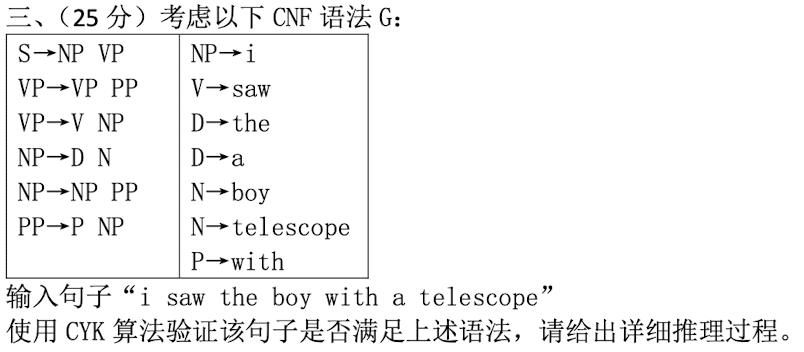 三、（25 分）考虑以下 CNF 语法 G：
S→NP VP
VP→VP PP
VP→V NP
NP→D N
NP→NP PP
PP→P NP
NP→i
V→saw
D→the
D→a
N→boy
N→telescope
P→with
输入句子“i saw the boy with a telescope”
使用 CYK 算法验证该句子是否满足上述语法，请给出详细推理过程。